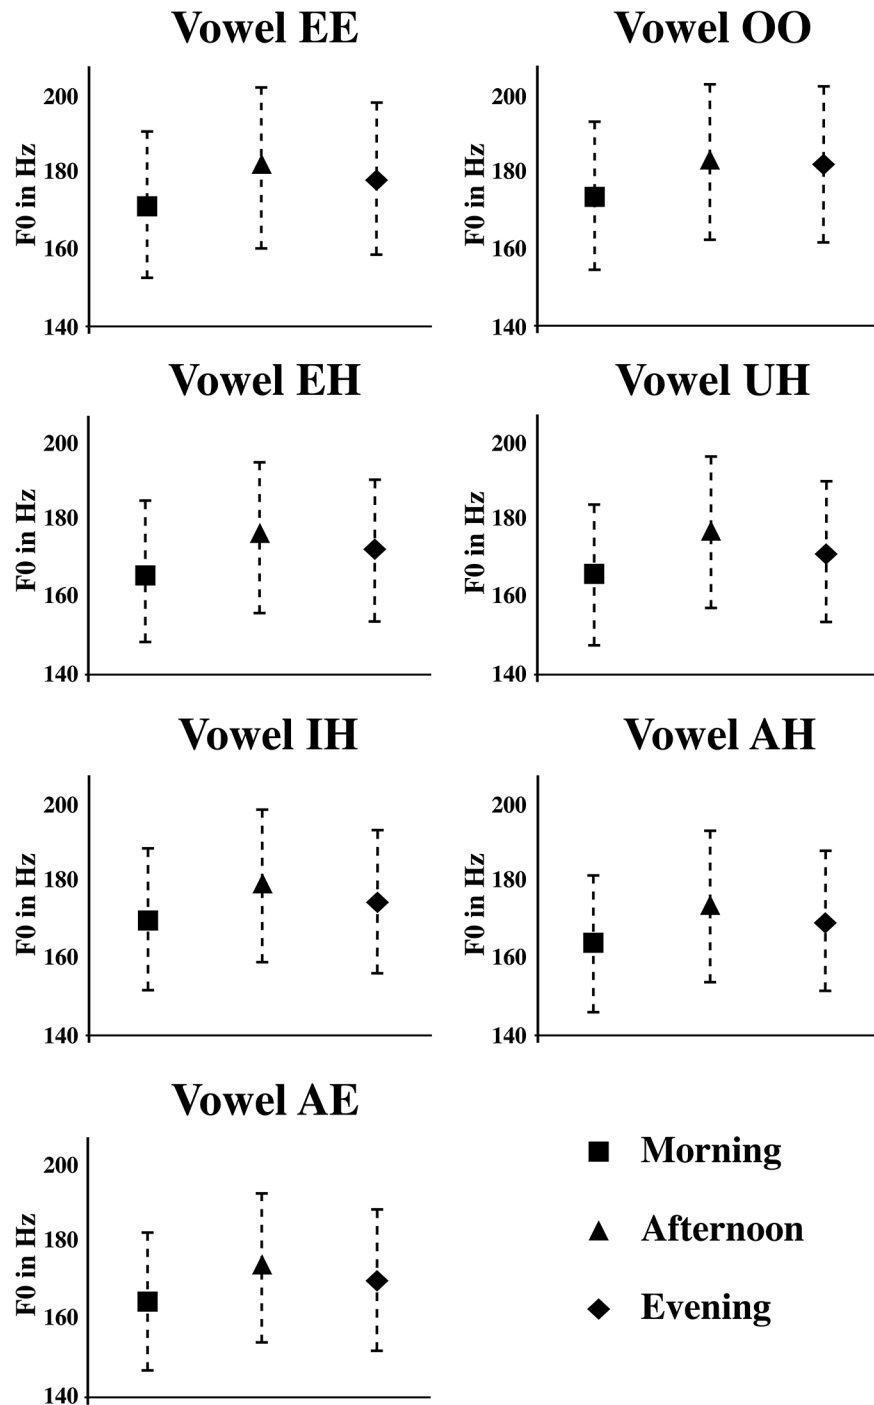 Vowel EE
F0 in Hz
200
180
160
140
Vowel OO
F0 in Hz
200
180
160
140
Vowel EH
F0 in Hz
200
180
160
140
Vowel UH
F0 in Hz
200
180
160
140
Vowel IH
F0 in Hz
200
180
160
140
Vowel AH
F0 in Hz
200
180
160
140
Vowel AE
F0 in Hz
200
180
160
140
Morning
Afternoon
Evening